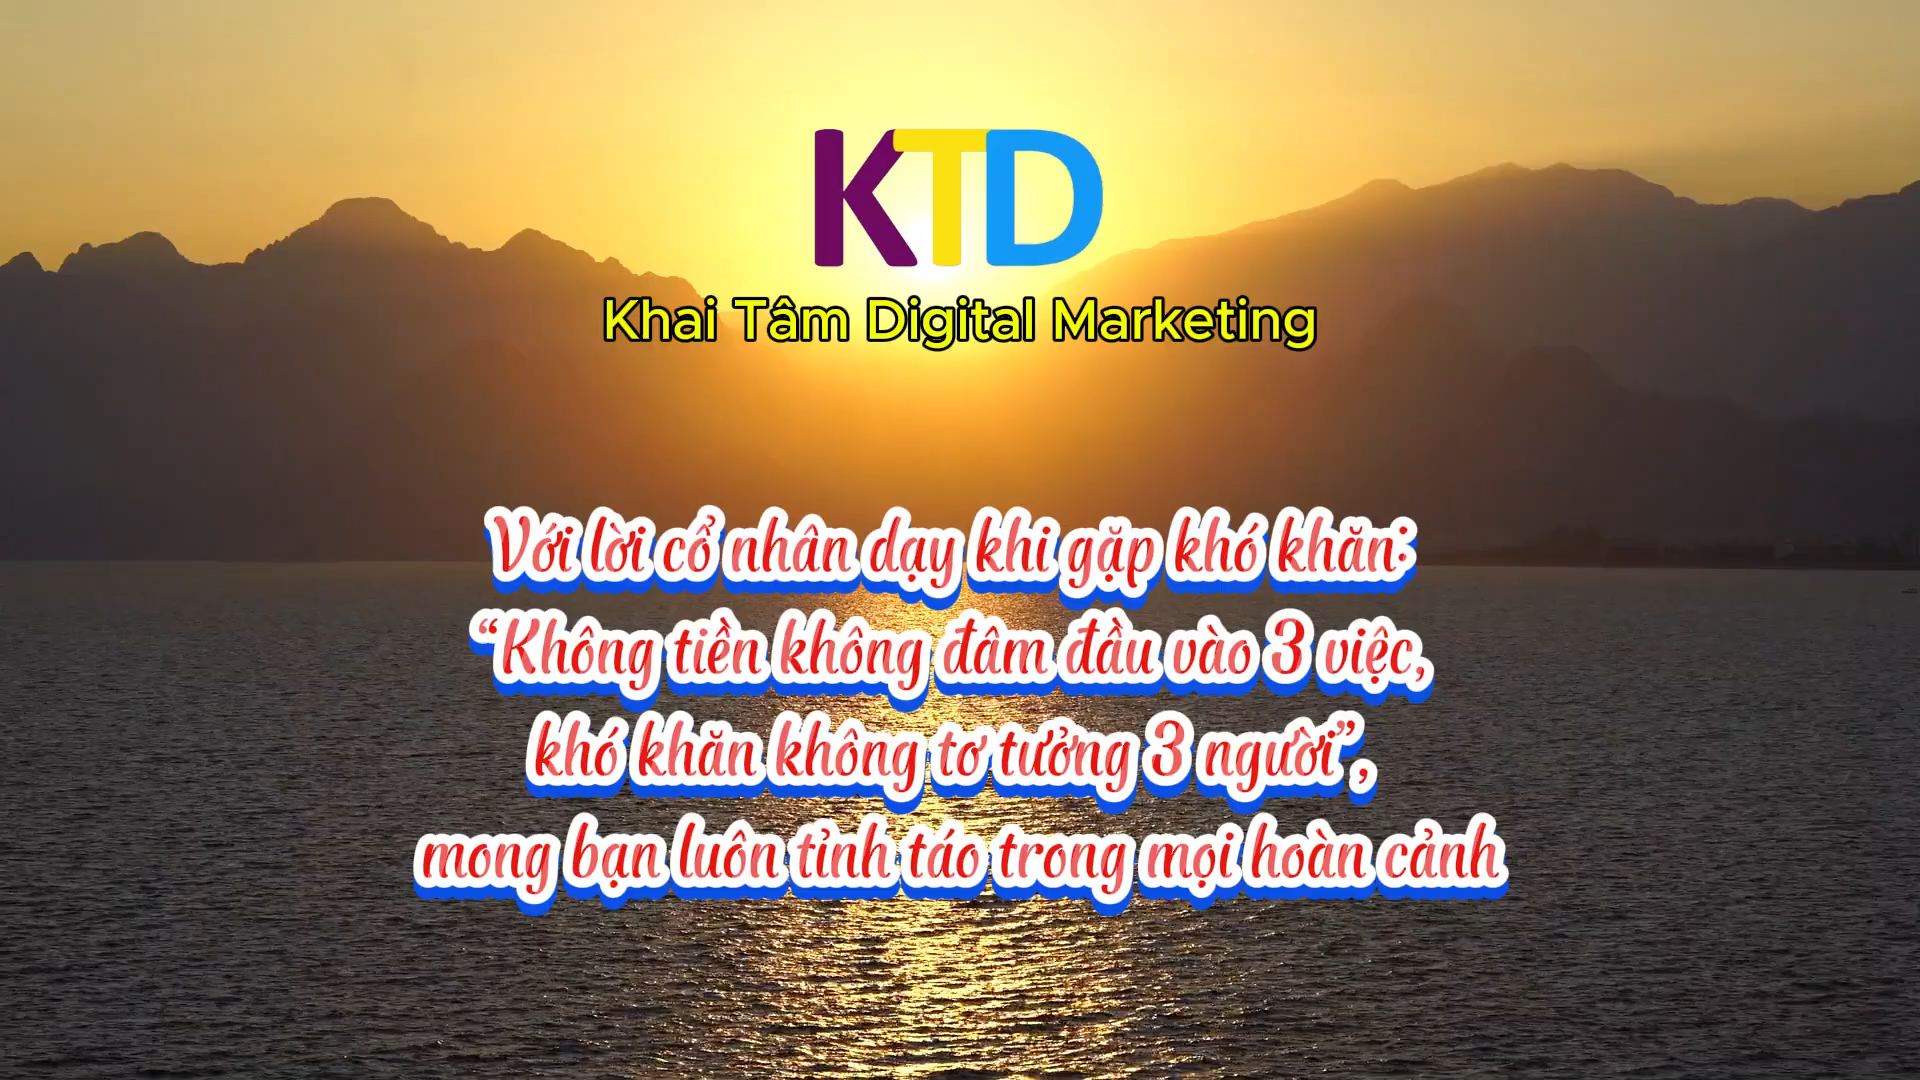 KTD
Khai Tâm Digital Marketing
Với lời cổ nhân dạy khi gặp khó khăn:
“Không tiền không đâm đầu vào 3 việc,
khó khăn không tơ tưởng 3 người”,
mong bạn luôn tỉnh táo trong mọi hoàn cảnh